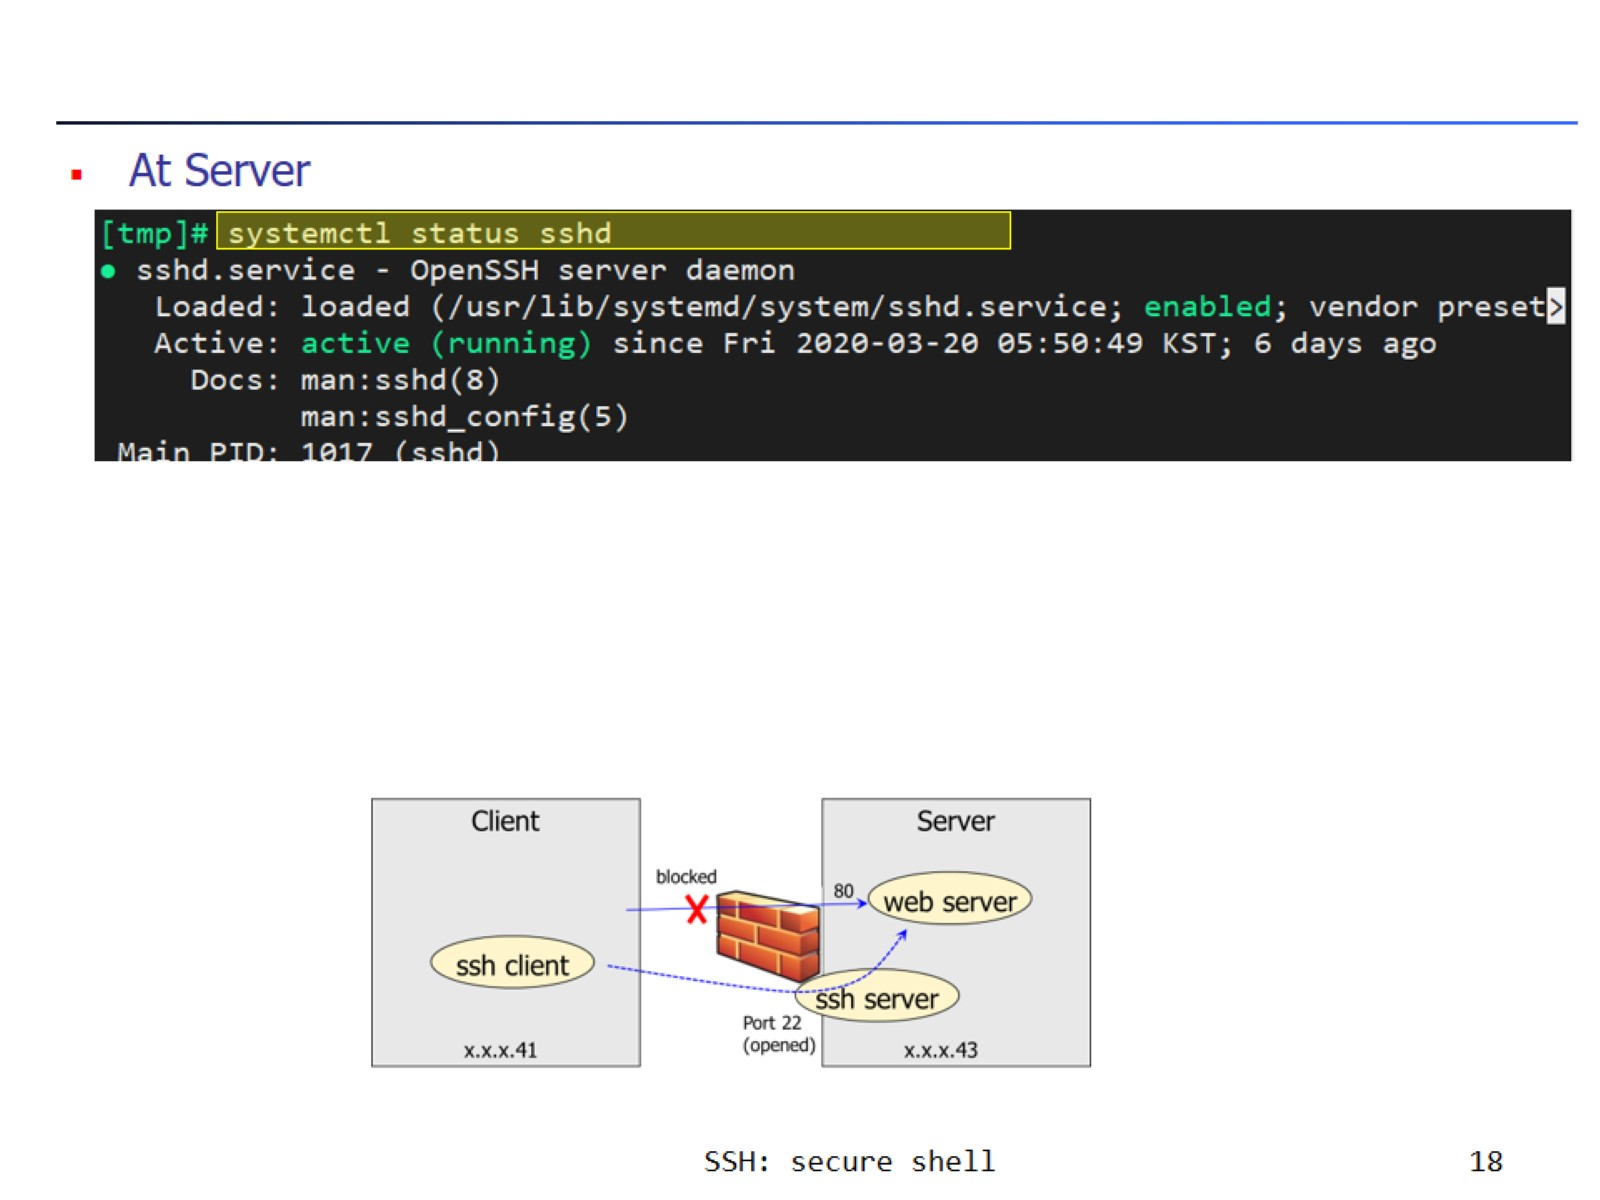 At Server
[tmp]# systemctl status sshd
● sshd.service - OpenSSH server daemon
Loaded: loaded (/usr/lib/systemd/system/sshd.service; enabled; vendor preset>
Active: active (running) since Fri 2020-03-20 05:50:49 KST; 6 days ago
Docs: man:sshd(8)
man:sshd_config(5)
Main PID: 1017 (sshd)
Client
Server
blocked
X
80
web server
ssh client
ssh server
Port 22
(opened)
x.x.x.41
x.x.x.43
SSH: secure shell
18